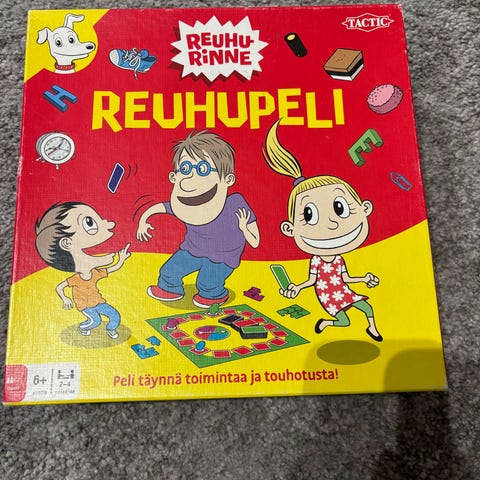 REUHU-
RINNE
TACTIC
REUHUPELI
Peli täynnä toimintaa ja touhotusta!
6+
2-4